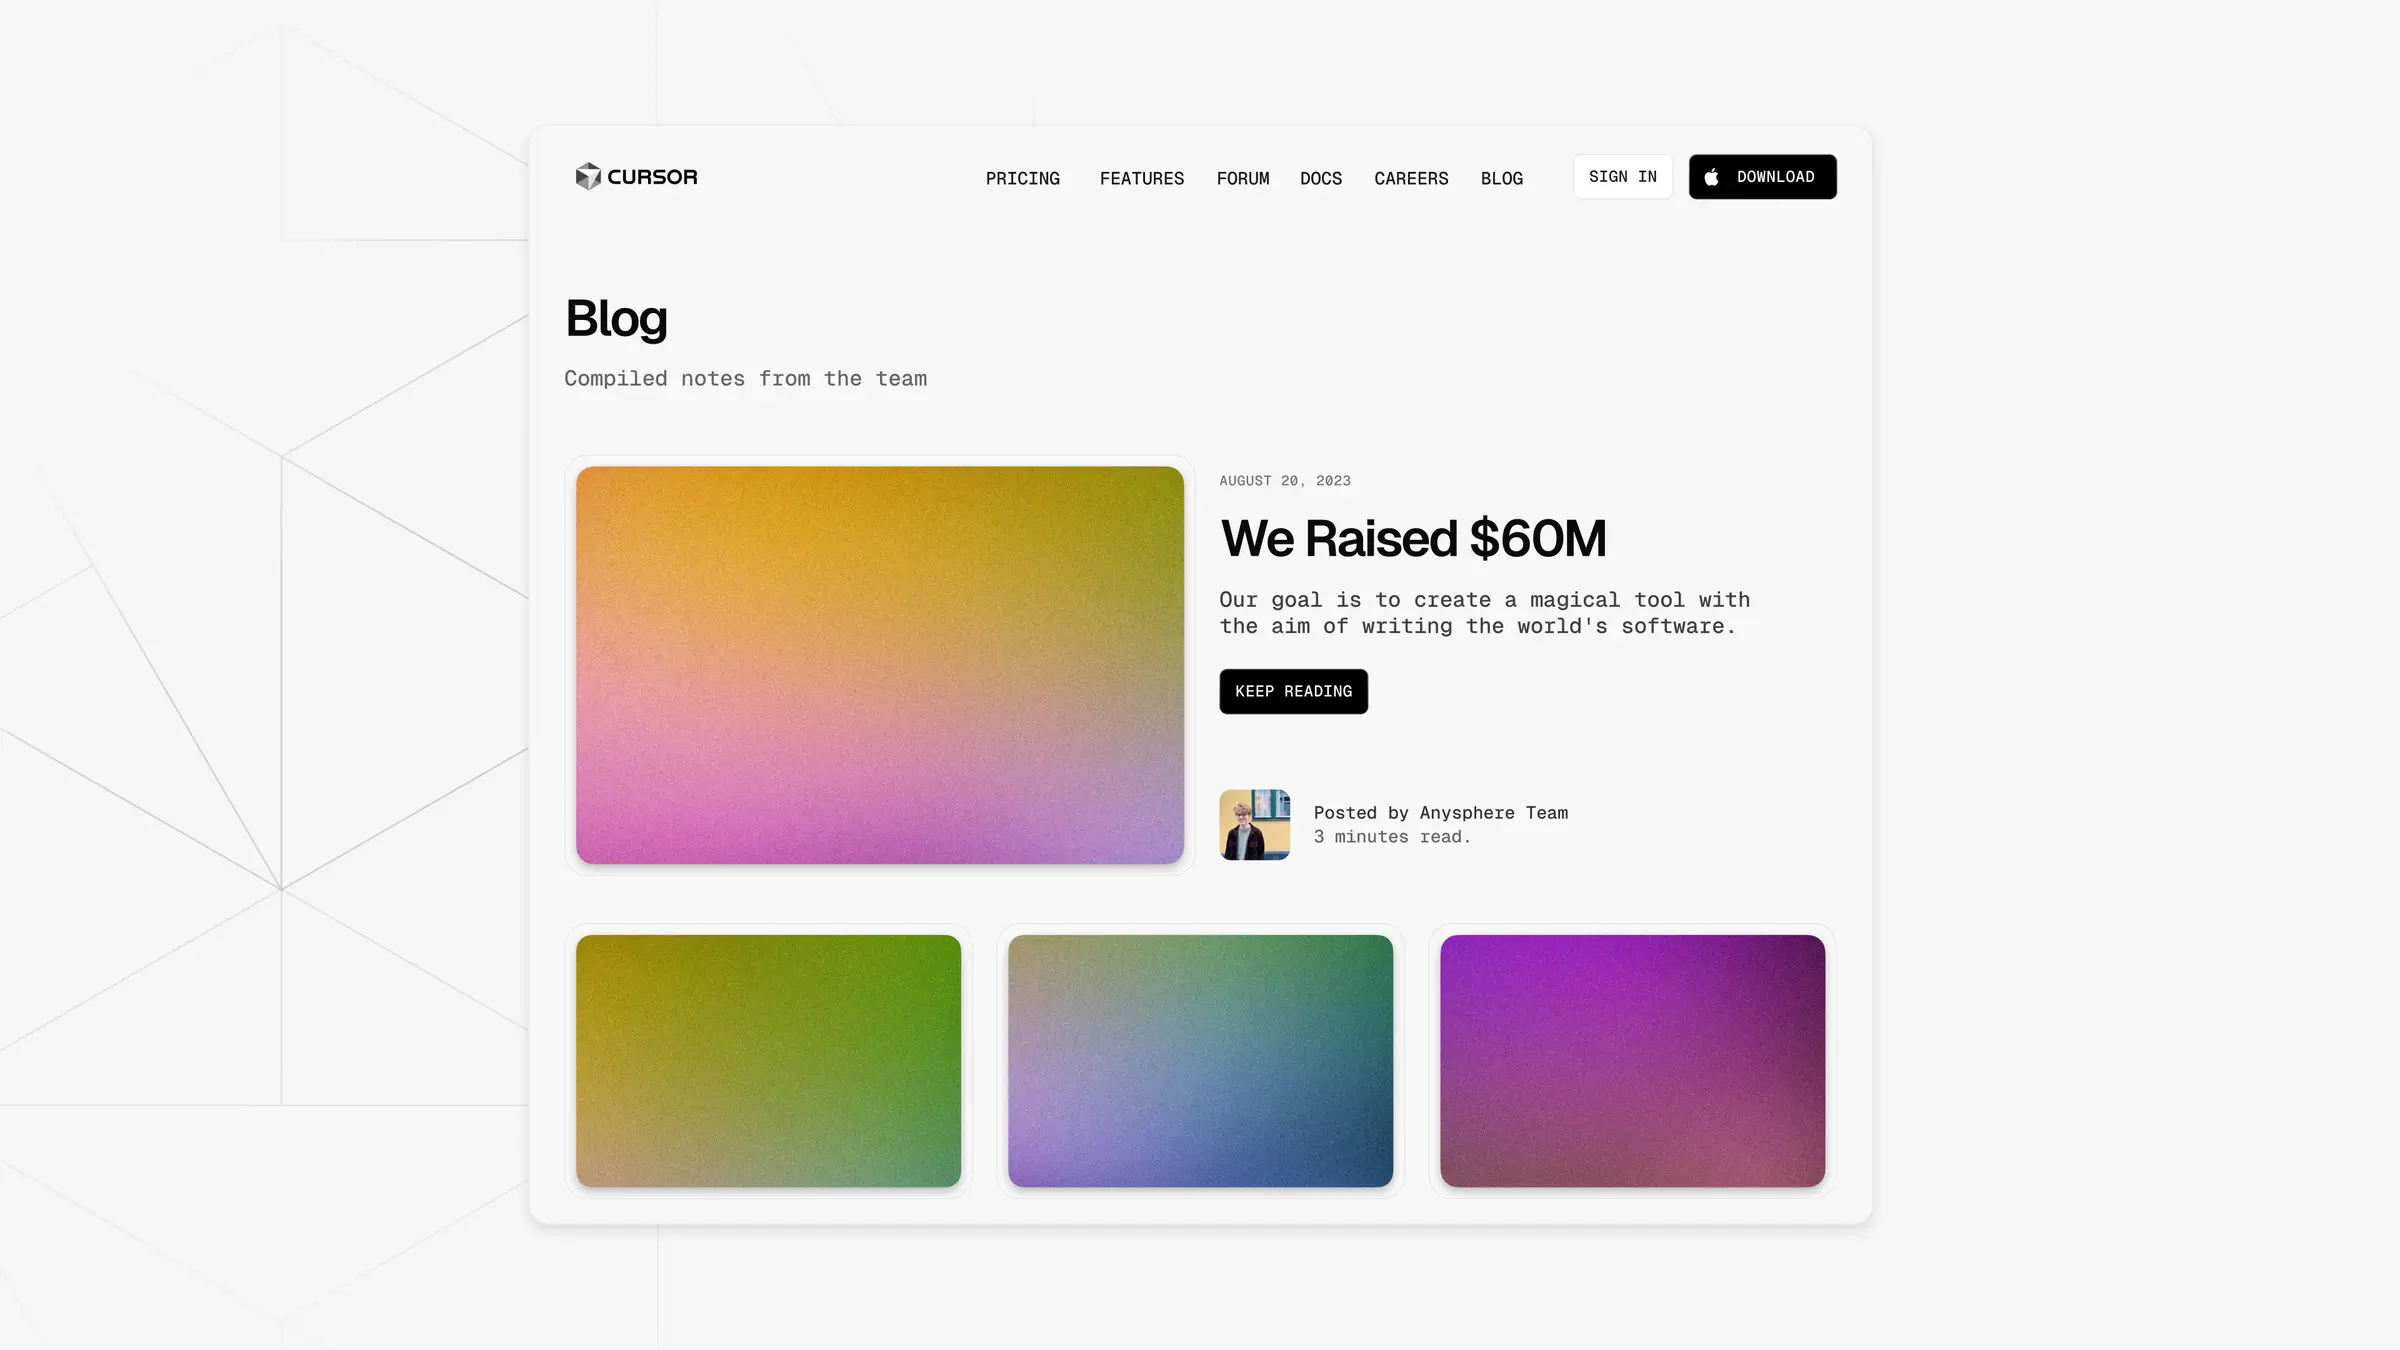 CURSOR
PRICING
FEATURES
FORUM
DOCS
CAREERS
BLOG
SIGN IN
DOWNLOAD
Blog
Compiled notes from the team
AUGUST 20, 2023
We Raised $60M
Our goal is to create a magical tool with
the aim of writing the world's software.
KEEP READING
Posted by Anysphere Team
3 minutes read.